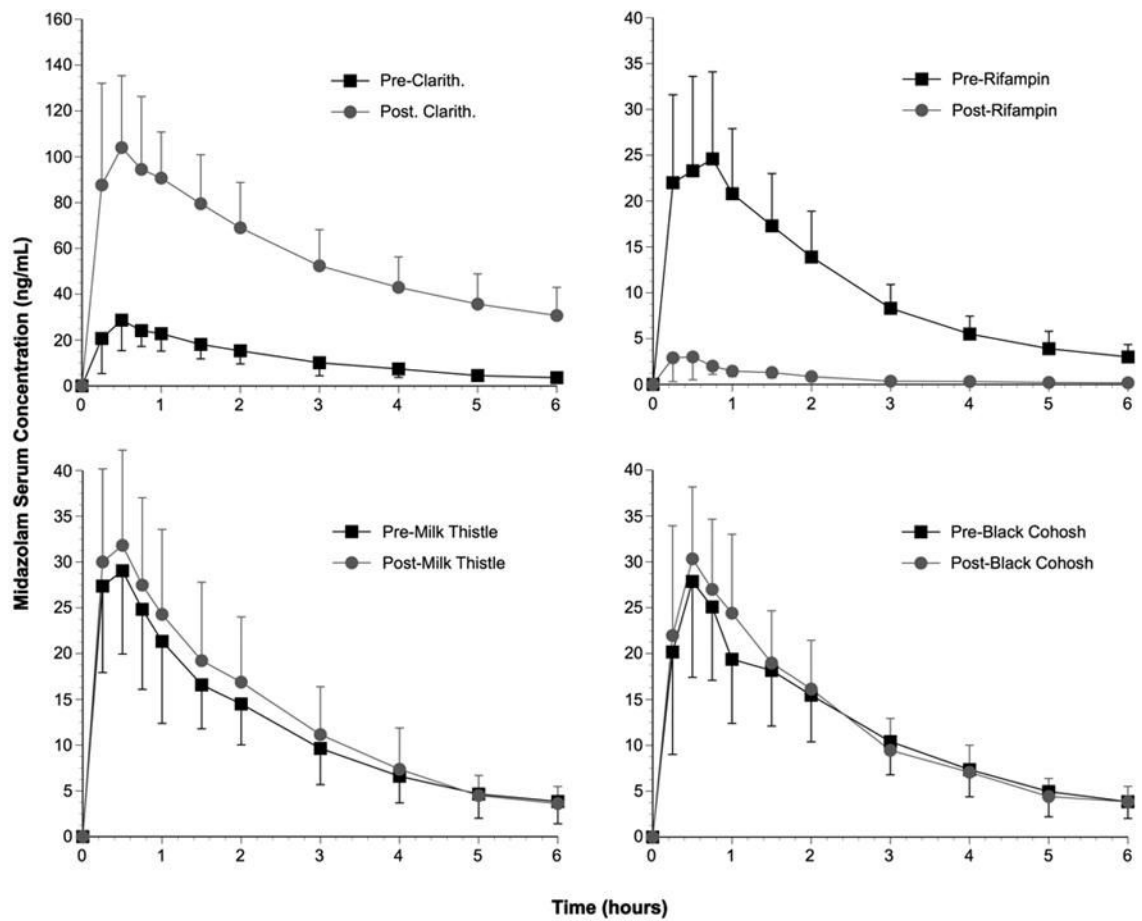 Midazolam Serum Concentration (ng/mL)
160
140
120
100
80
60
40
20
0
Pre-Clarith.
Post. Clarith.
0 1 2 3 4 5 6
40
35
30
25
20
15
10
5
0
Pre-Rifampin
Post-Rifampin
0 1 2 3 4 5 6
40
35
30
25
20
15
10
5
0
Pre-Milk Thistle
Post-Milk Thistle
0 1 2 3 4 5 6
40
35
30
25
20
15
10
5
0
Pre-Black Cohosh
Post-Black Cohosh
0 1 2 3 4 5 6
Time (hours)